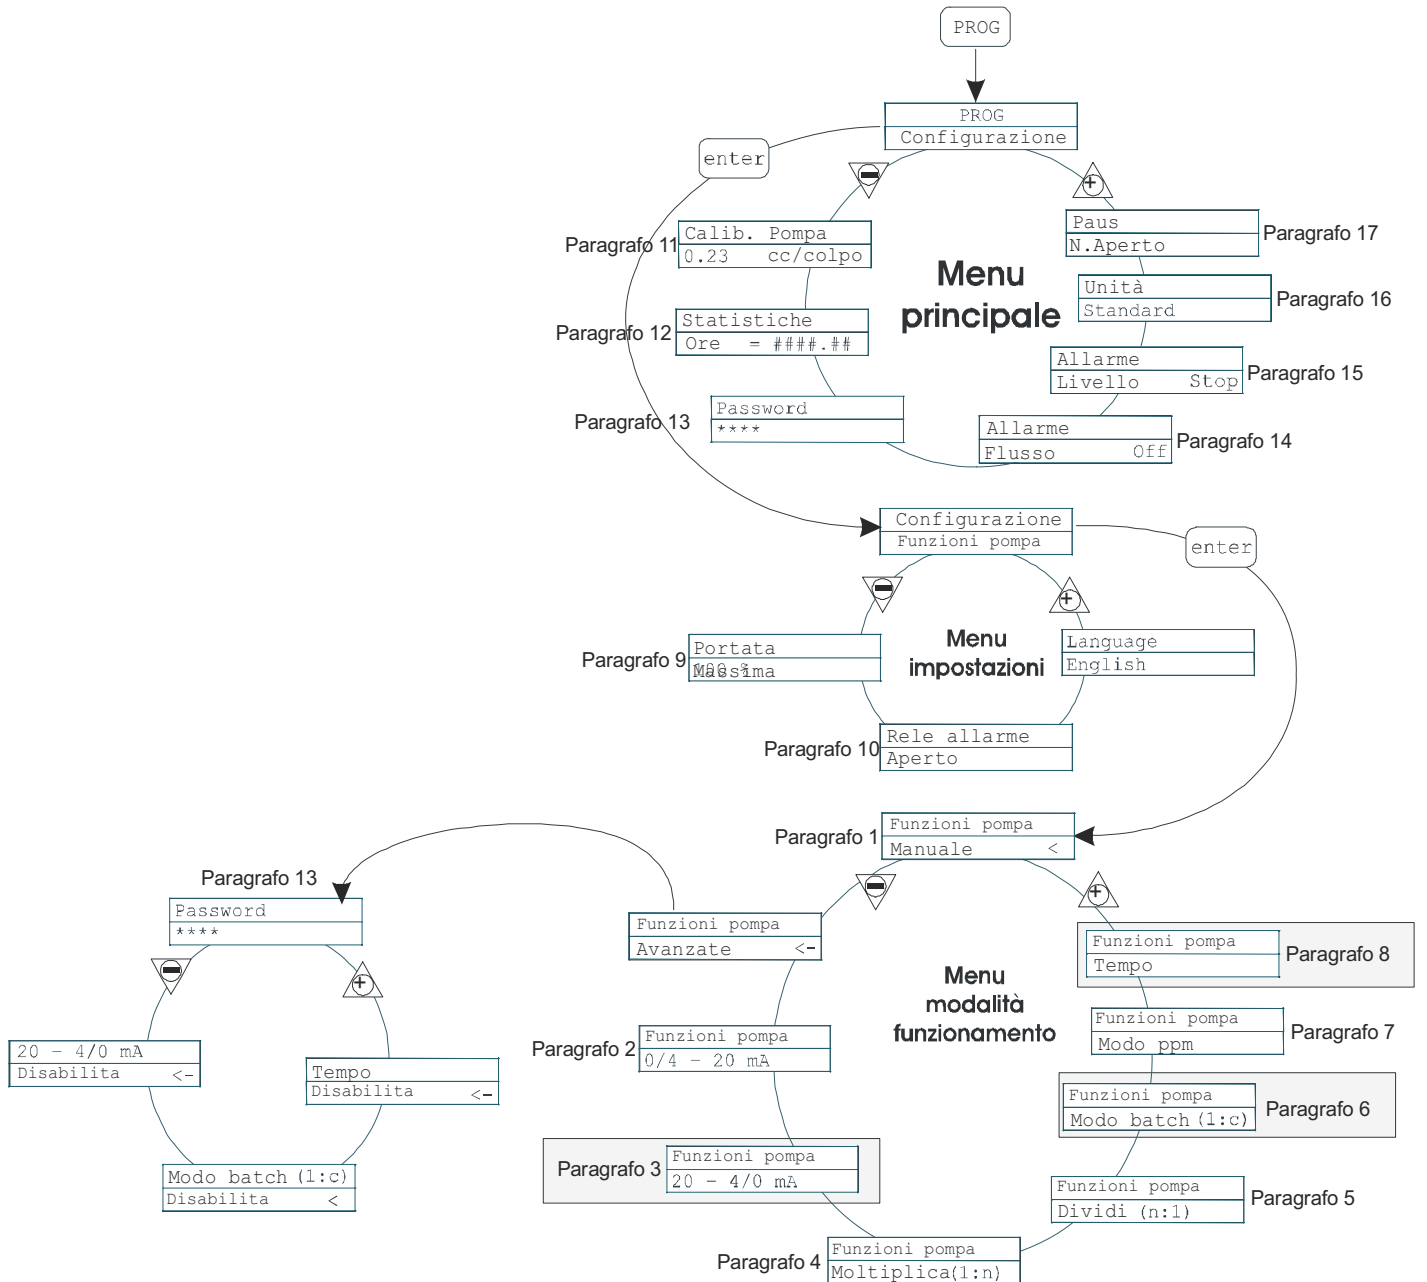 PROG
PROG
Configurazione
enter
Calib. Pompa
0.23 cc/colpo
Paragrafo 11
Statistiche
Ore = ####.##
Paragrafo 12
Password
****
Paragrafo 13
Menu
principale
Paus
N.Aperto
Paragrafo 17
Unità
Standard
Paragrafo 16
Allarme
Livello Stop
Paragrafo 15
Allarme
Flusso Off
Paragrafo 14
Configurazione
Funzioni pompa
enter
Portata
Massima
Paragrafo 9
Menu
impostazioni
Language
English
Rele allarme
Aperto
Paragrafo 10
Funzioni pompa
Manuale <
Paragrafo 1
Paragrafo 13
Password
****
20 - 4/0 mA
Disabilita <-
Tempo
Disabilita <-
Modo batch (1:c)
Disabilita <
Funzioni pompa
Avanzate <-
Menu
modalità
funzionamento
Funzioni pompa
Tempo
Paragrafo 8
Funzioni pompa
Modo ppm
Paragrafo 7
Funzioni pompa
0/4 - 20 mA
Paragrafo 2
Funzioni pompa
Modo batch (1:c)
Paragrafo 6
Funzioni pompa
20 - 4/0 mA
Paragrafo 3
Funzioni pompa
Dividi (n:1)
Paragrafo 5
Funzioni pompa
Moltiplica(1:n)
Paragrafo 4